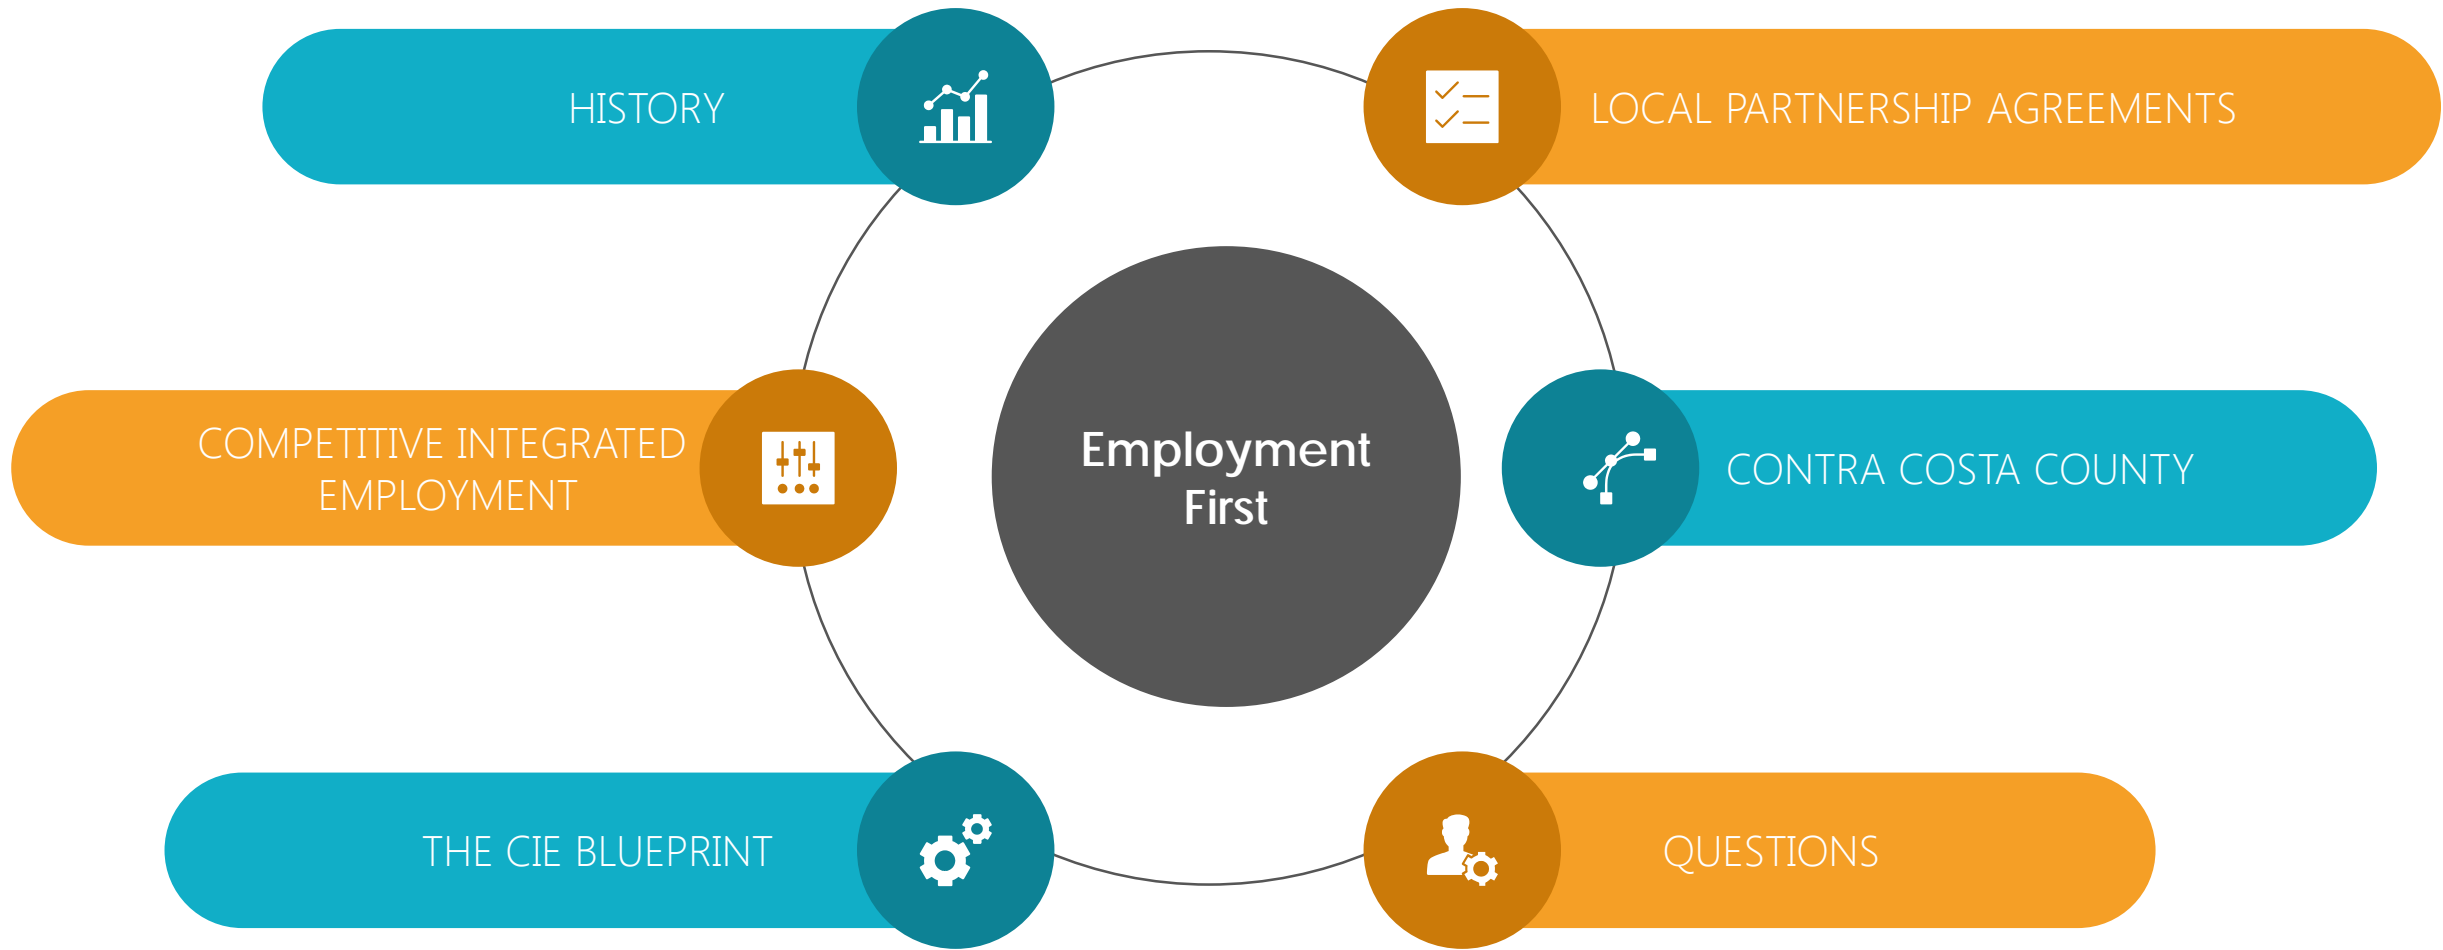 HISTORY
COMPETITIVE INTEGRATED
EMPLOYMENT
THE CIE BLUEPRINT
Employment
First
LOCAL PARTNERSHIP AGREEMENTS
CONTRA COSTA COUNTY
QUESTIONS